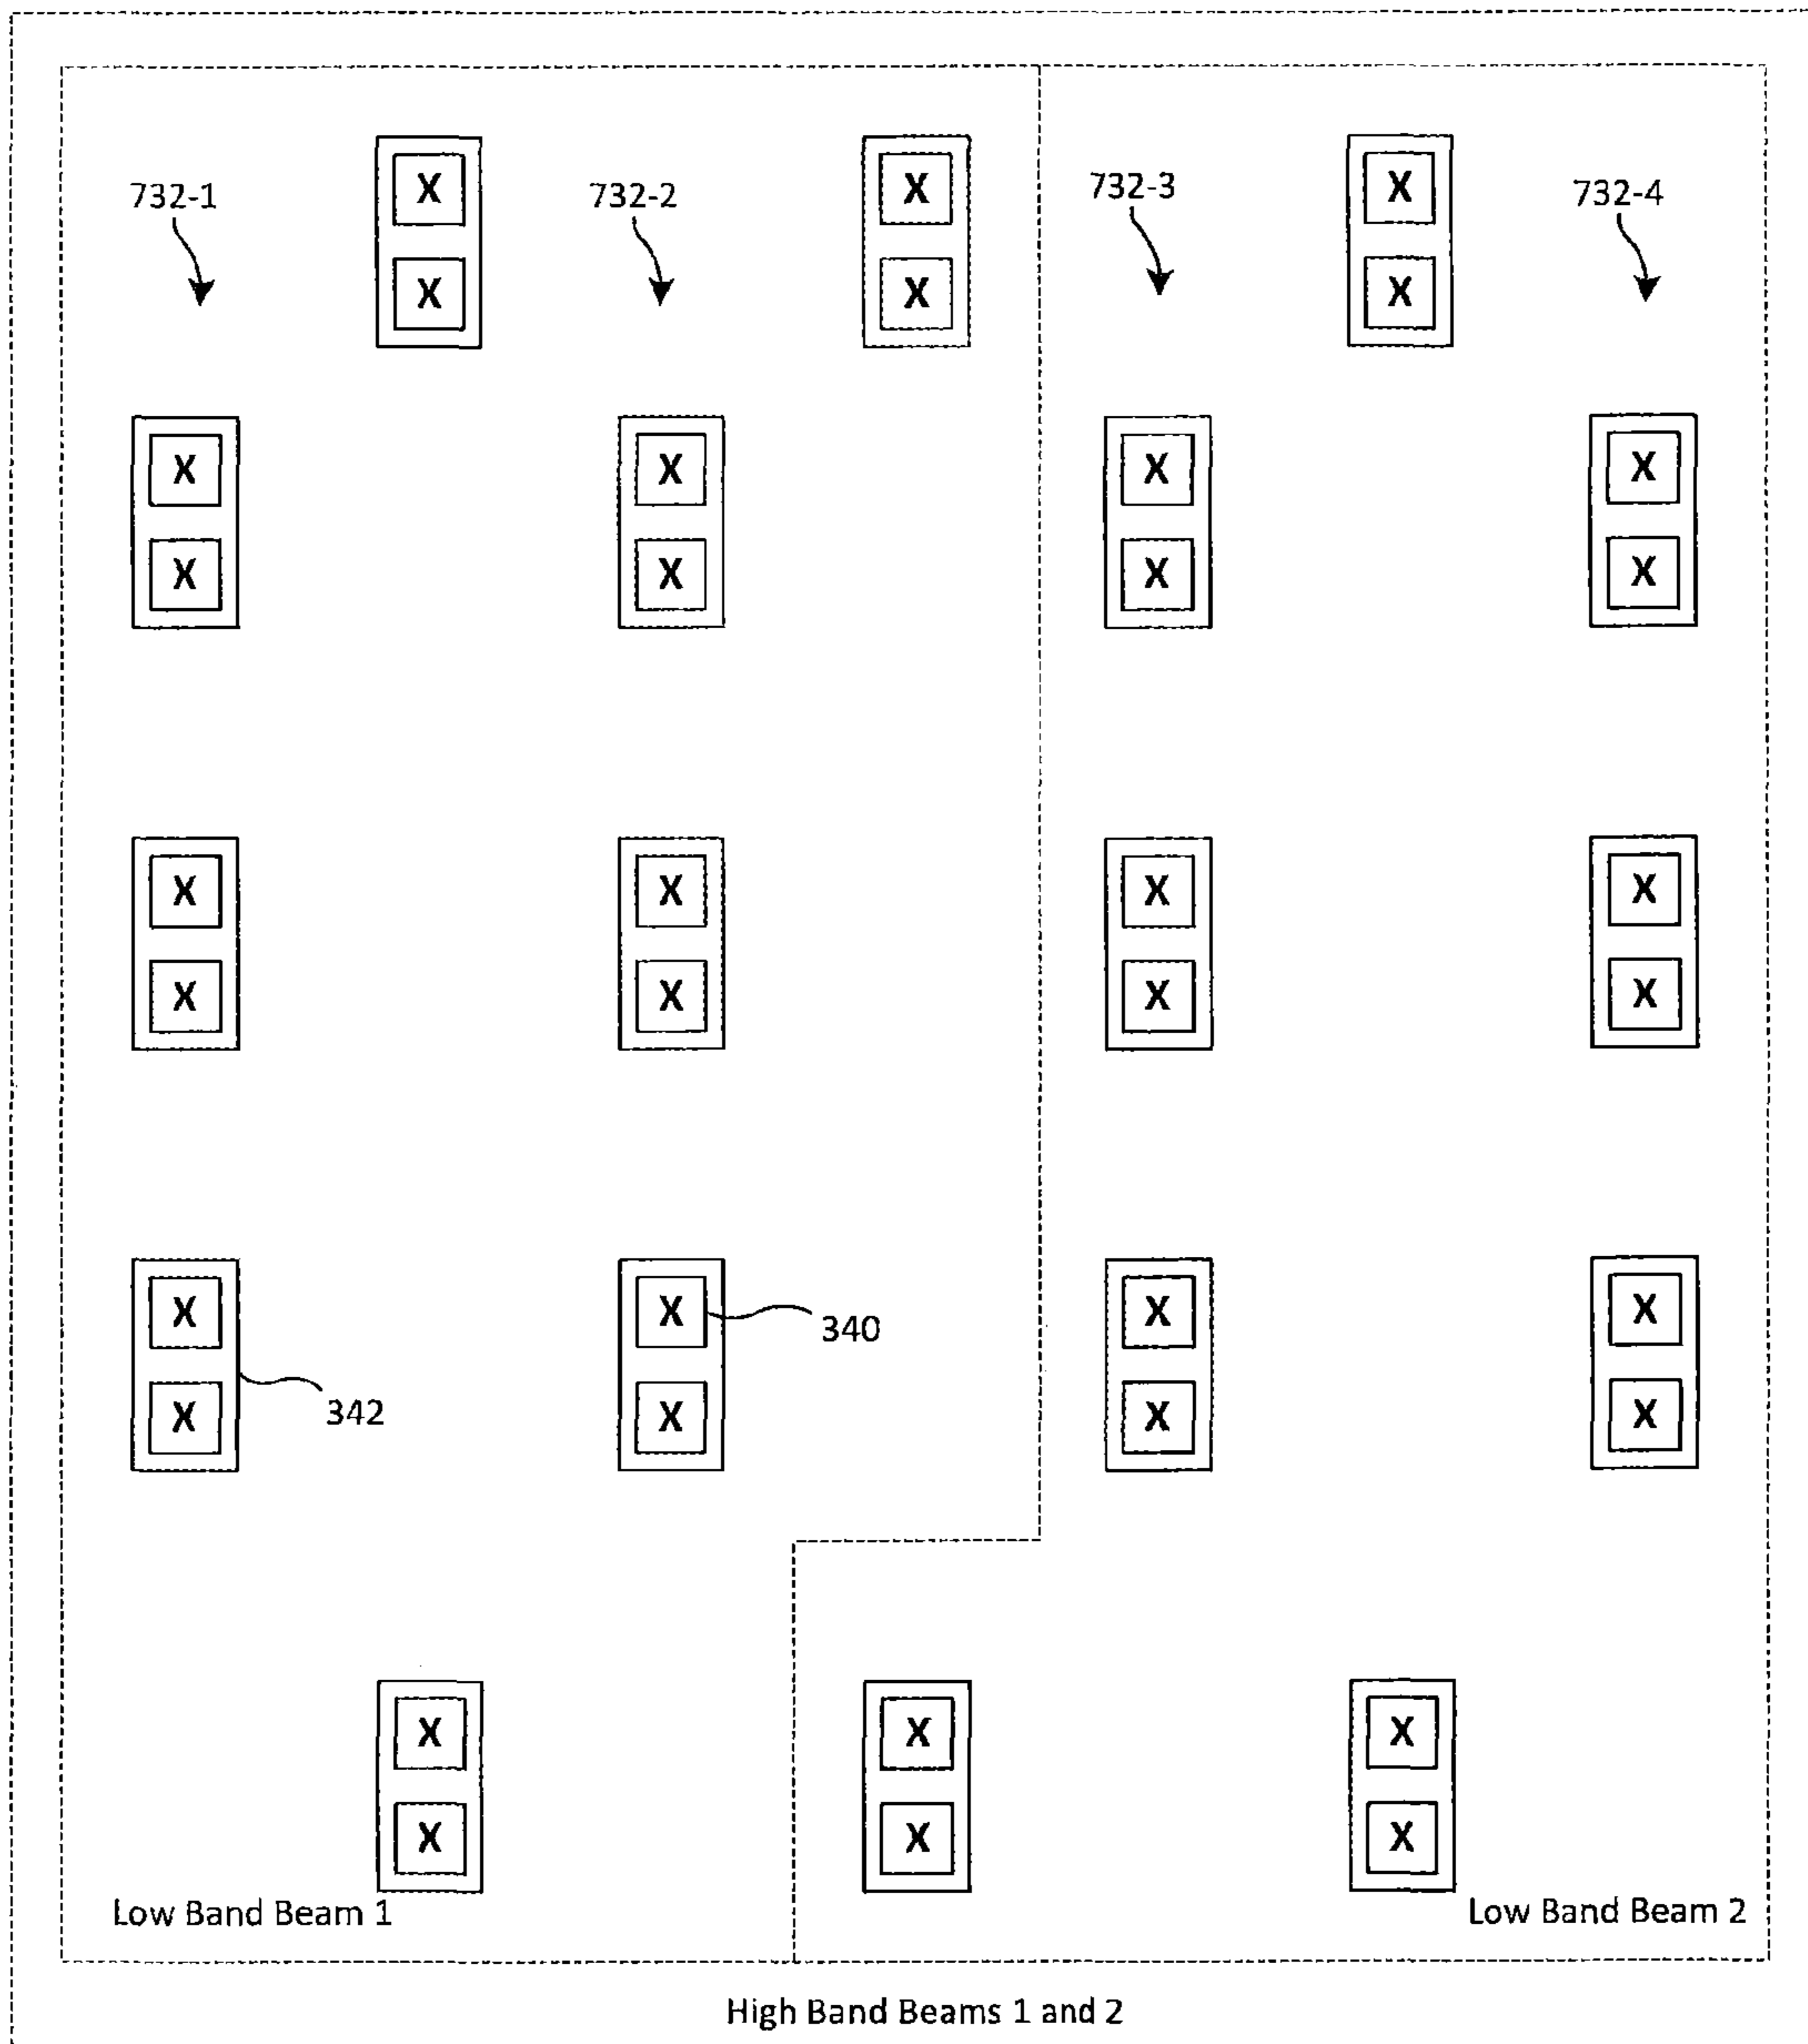 X X X
732-1 732-2 732-3 732-4
X X X
X X X X
X X X X
X X X X
X X X X
X X X X
340
342
X X X X
X X X
X X X
Low Band Beam 1 Low Band Beam 2
High Band Beams 1 and 2